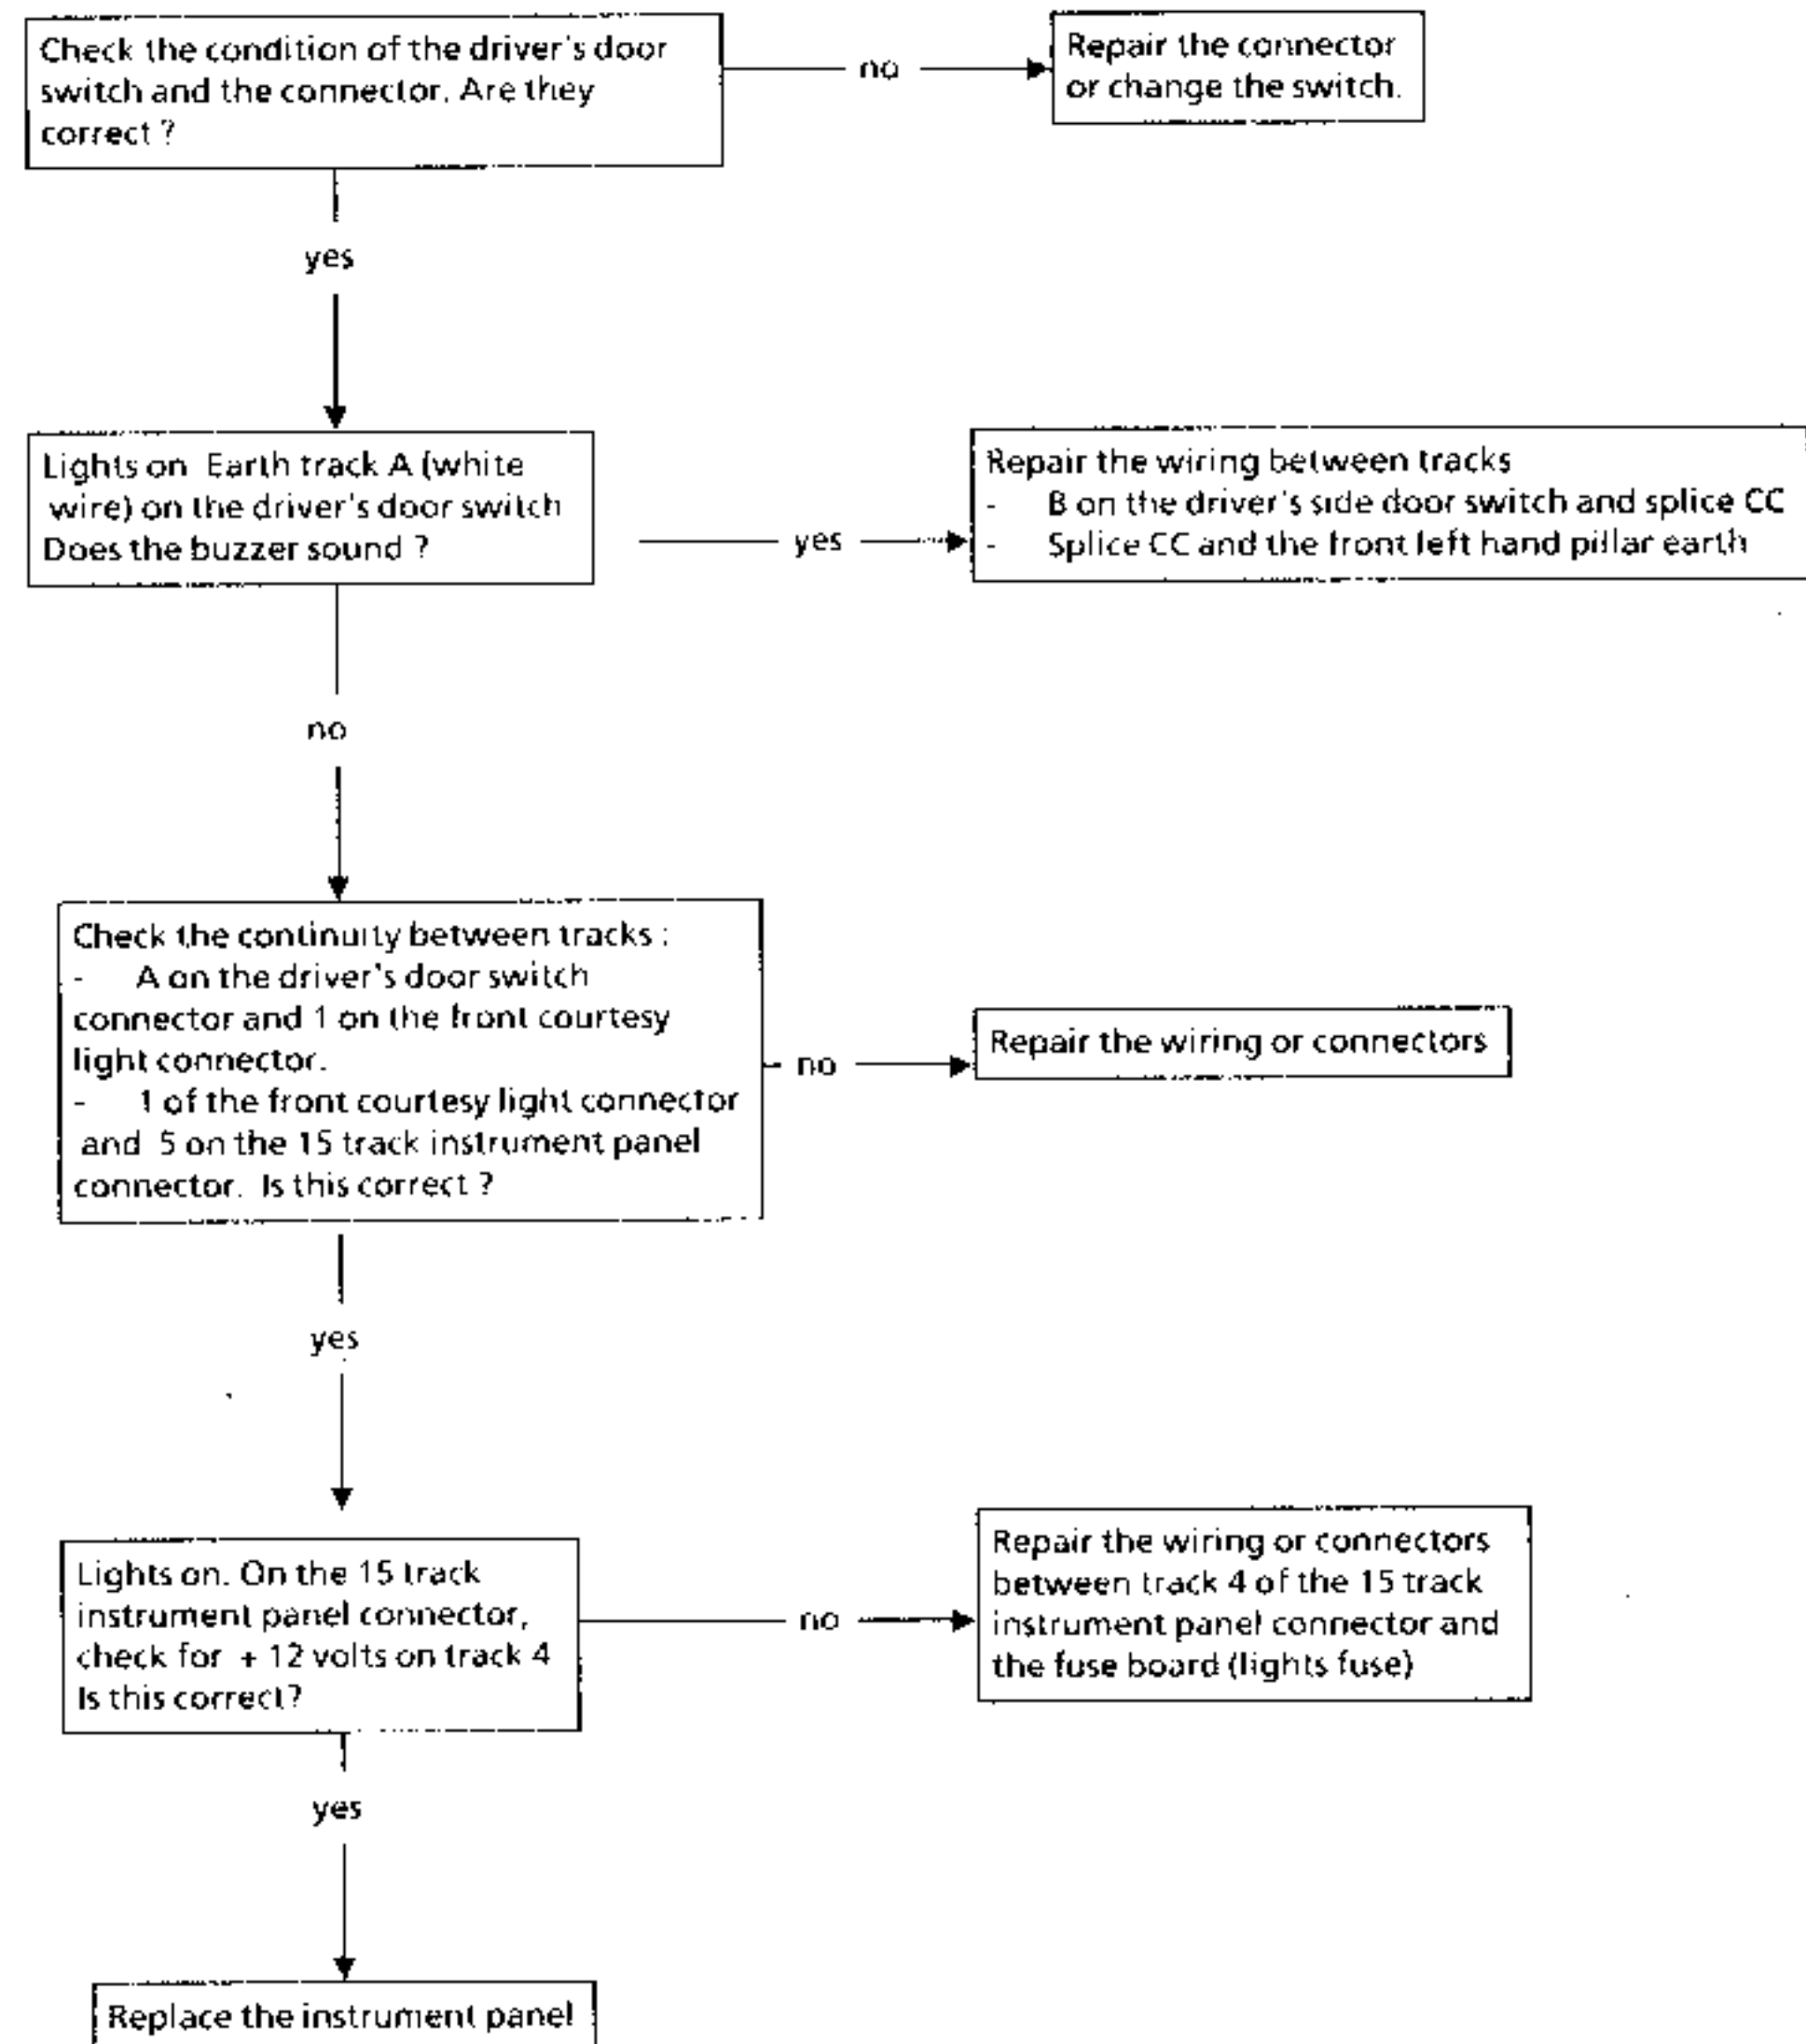 Check the condition of the driver's door
switch and the connector. Are they
correct ?
no
Repair the connector
or change the switch.
yes
Lights on Earth track A (white
wire) on the driver's door switch
Does the buzzer sound ?
yes
Repair the wiring between tracks
- B on the driver's side door switch and splice CC
- Splice CC and the front left hand pillar earth
no
Check the continuity between tracks :
- A on the driver's door switch
connector and 1 on the front courtesy
light connector.
- 1 of the front courtesy light connector
and 5 on the 15 track instrument panel
connector. Is this correct ?
no
Repair the wiring or connectors
yes
Lights on. On the 15 track
instrument panel connector,
check for + 12 volts on track 4
Is this correct?
no
Repair the wiring or connectors
between track 4 of the 15 track
instrument panel connector and
the fuse board (lights fuse)
yes
Replace the instrument panel